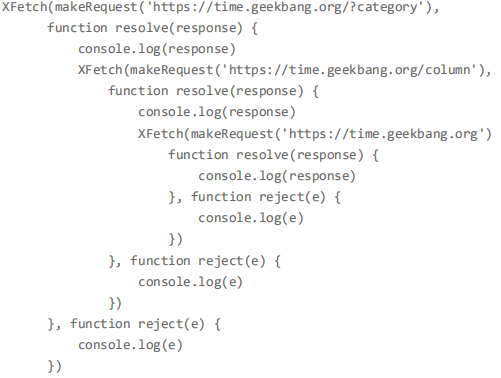 XFetch(makeRequest('https://time.geekbang.org/?category'),
      function resolve(response) {
          console.log(response)
          XFetch(makeRequest('https://time.geekbang.org/column'),
              function resolve(response) {
                  console.log(response)
                  XFetch(makeRequest('https://time.geekbang.org')
                      function resolve(response) {
                          console.log(response)
                      }, function reject(e) {
                          console.log(e)
                      })
              }, function reject(e) {
                  console.log(e)
              })
      }, function reject(e) {
          console.log(e)
      })